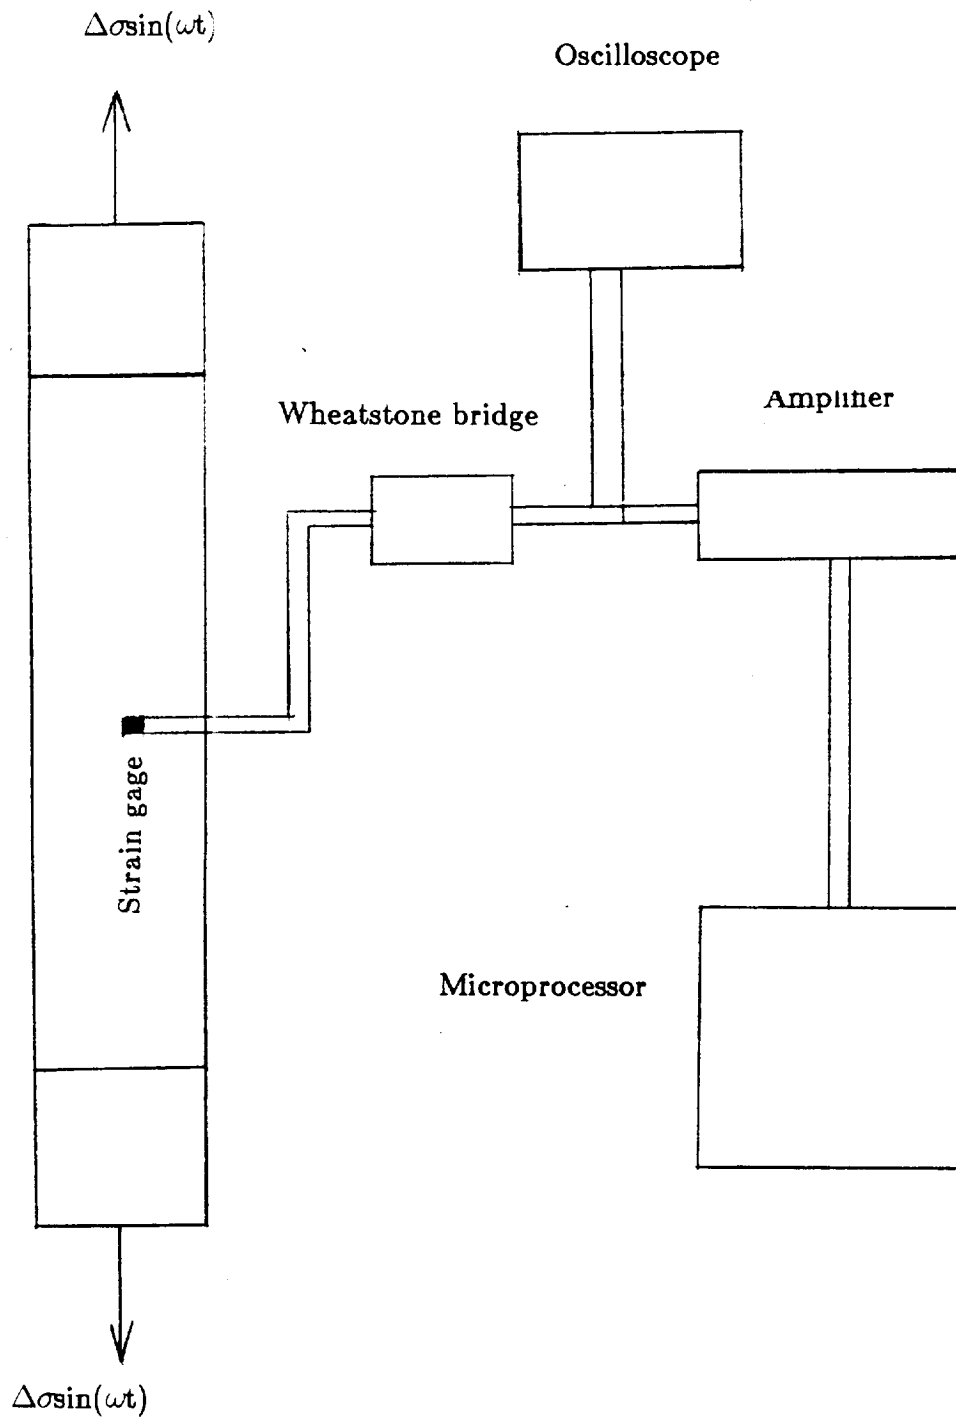 Δσsin(ωt)
Oscilloscope
Wheatstone bridge
Amplifier
Strain gage
Microprocessor
Δσsin(ωt)